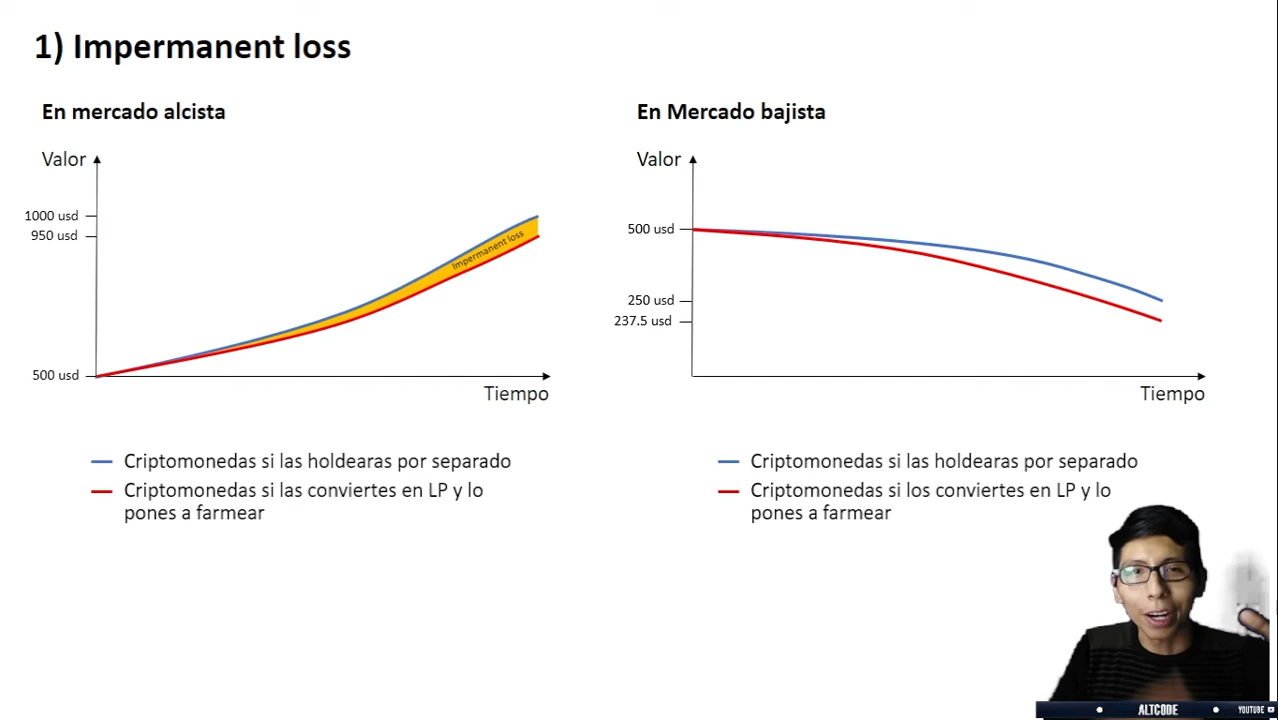 1) Impermanent loss
En mercado alcista
Valor
1000 usd
950 usd
Impermanent loss
500 usd
Tiempo
Criptomonedas si las holdearas por separado
Criptomonedas si las conviertes en LP y lo
pones a farmear
En Mercado bajista
Valor
500 usd
250 usd
237.5 usd
Tiempo
Criptomonedas si las holdearas por separado
Criptomonedas si los conviertes en LP y lo
pones a farmear
ALTCODE
YOUTUBE